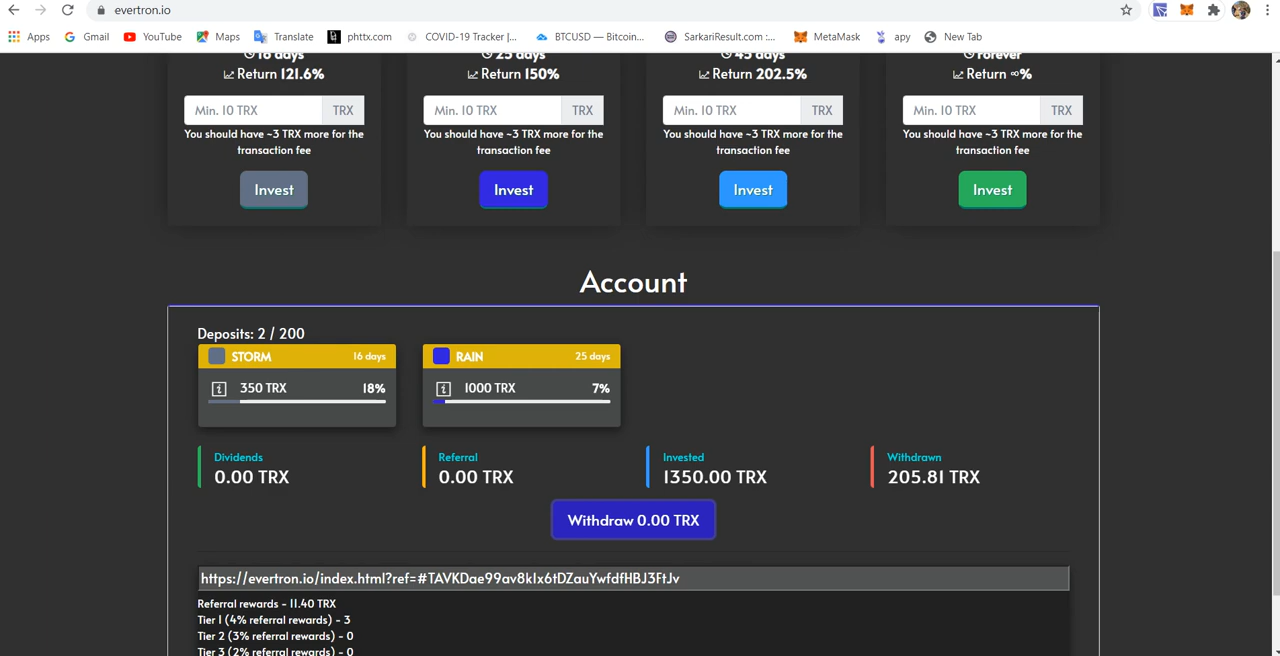 evertron.io
Apps Gmail YouTube Maps Translate phttx.com COVID-19 Tracker |... BTCUSD — Bitcoin... SarkariResult.com :... MetaMask apy New Tab
16 days 25 days 45 days Forever
Return 121.6% Return 150% Return 202.5% Return ∞%
Min. 10 TRX TRX Min. 10 TRX TRX Min. 10 TRX TRX Min. 10 TRX TRX
You should have ~3 TRX more for the You should have ~3 TRX more for the You should have ~3 TRX more for the You should have ~3 TRX more for the
transaction fee transaction fee transaction fee transaction fee
Invest Invest Invest Invest
Account
Deposits: 2 / 200
STORM 16 days RAIN 25 days
350 TRX 18% 1000 TRX 7%
Dividends Referral Invested Withdrawn
0.00 TRX 0.00 TRX 1350.00 TRX 205.81 TRX
Withdraw 0.00 TRX
https://evertron.io/index.html?ref=#TAVKDae99av8k1x6tDZauYwfdfHBJ3FtJv
Referral rewards - 11.40 TRX
Tier 1 (4% referral rewards) - 3
Tier 2 (3% referral rewards) - 0
Tier 3 (2% referral rewards) - 0